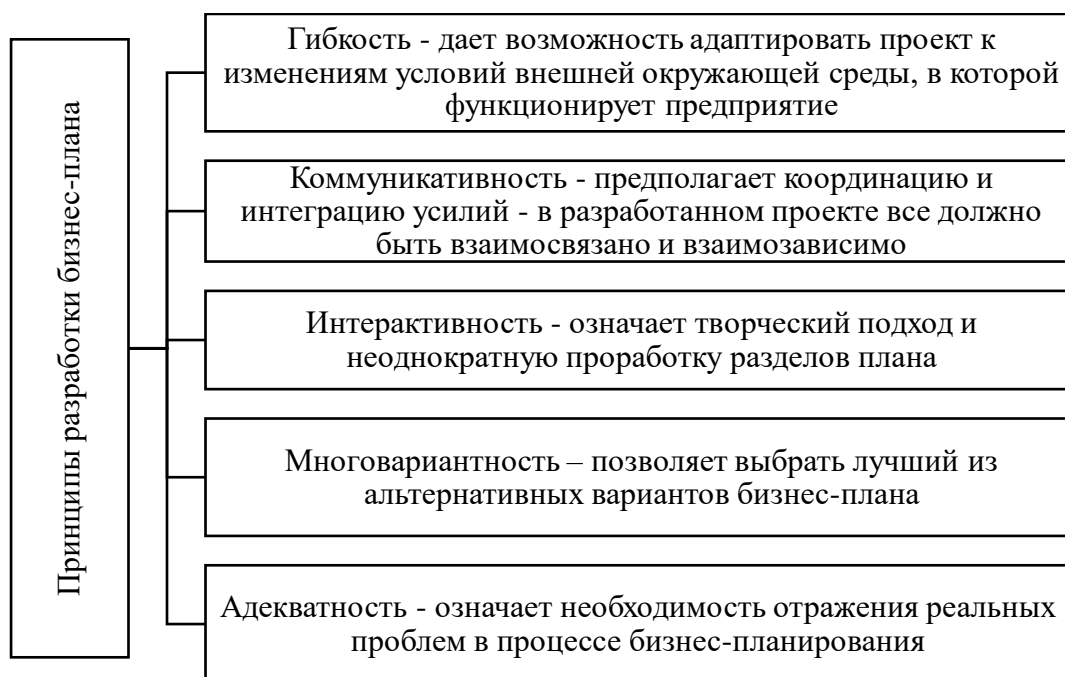 Принципы разработки бизнес-плана
Гибкость - дает возможность адаптировать проект к
изменениям условий внешней окружающей среды, в которой
функционирует предприятие
Коммуникативность - предполагает координацию и
интеграцию усилий - в разработанном проекте все должно
быть взаимосвязано и взаимозависимо
Интерактивность - означает творческий подход и
неоднократную проработку разделов плана
Многовариантность – позволяет выбрать лучший из
альтернативных вариантов бизнес-плана
Адекватность - означает необходимость отражения реальных
проблем в процессе бизнес-планирования